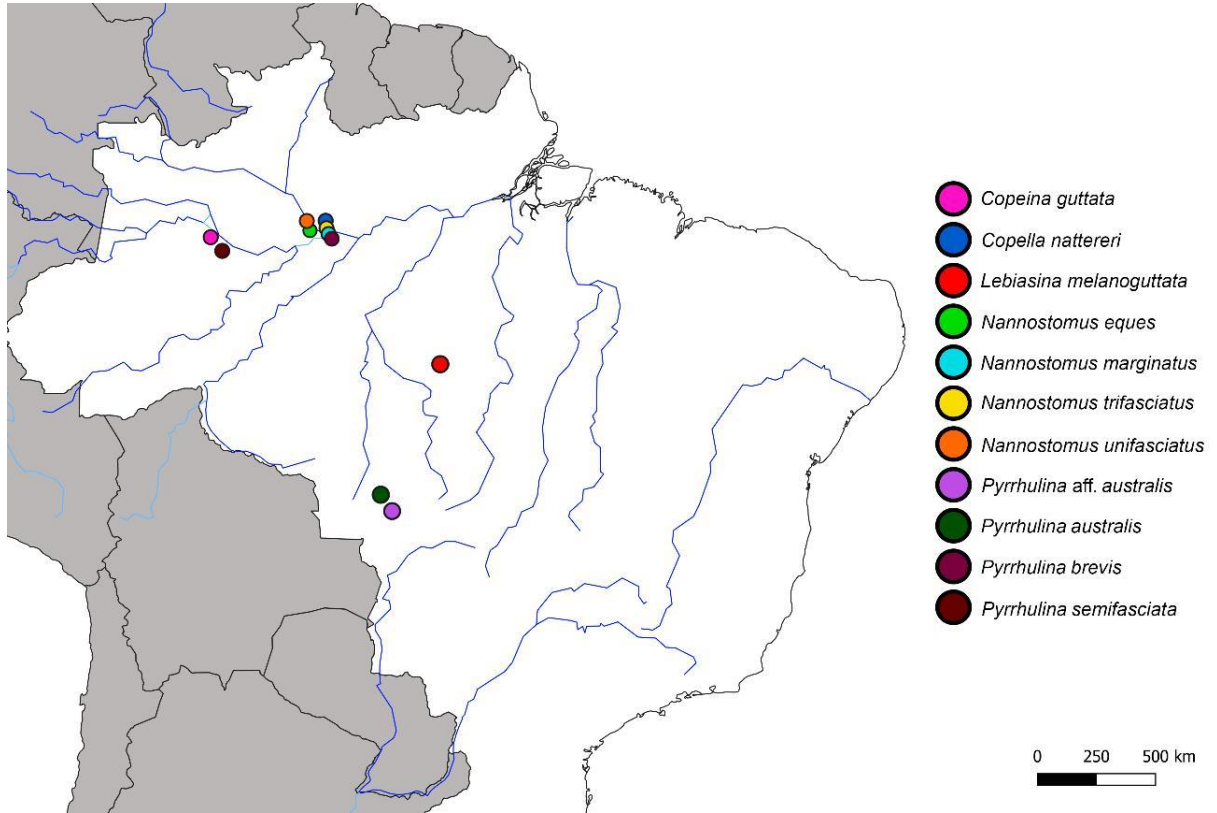 Copeina guttata
Copella nattereri
Lebiasina melanoguttata
Nannostomus eques
Nannostomus marginatus
Nannostomus trifasciatus
Nannostomus unifasciatus
Pyrrhulina aff. australis
Pyrrhulina australis
Pyrrhulina brevis
Pyrrhulina semifasciata
0 250 500 km